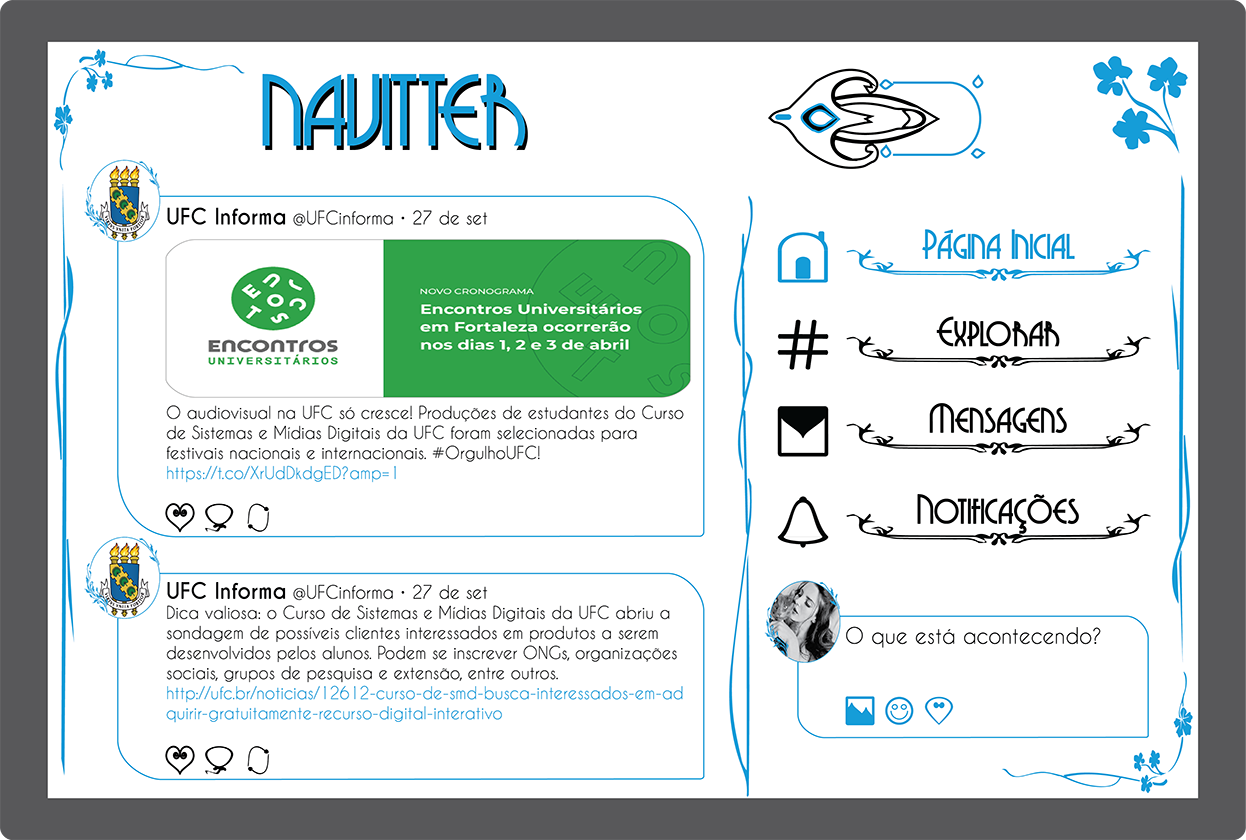 NAVITTER
UFC Informa @UFCinforma • 27 de set
ENCONTROS
UNIVERSITÁRIOS
NOVO CRONOGRAMA
Encontros Universitários
em Fortaleza ocorrerão
nos dias 1, 2 e 3 de abril
O audiovisual na UFC só cresce! Produções de estudantes do Curso
de Sistemas e Mídias Digitais da UFC foram selecionadas para
festivais nacionais e internacionais. #OrgulhoUFC!
https://t.co/XrUdDkdgED?amp=1
UFC Informa @UFCinforma • 27 de set
Dica valiosa: o Curso de Sistemas e Mídias Digitais da UFC abriu a
sondagem de possíveis clientes interessados em produtos a serem
desenvolvidos pelos alunos. Podem se inscrever ONGs, organizações
sociais, grupos de pesquisa e extensão, entre outros.
http://ufc.br/noticias/12612-curso-de-smd-busca-interessados-em-ad
quirir-gratuitamente-recurso-digital-interativo
Página Inicial
Explorar
Mensagens
Notificações
O que está acontecendo?